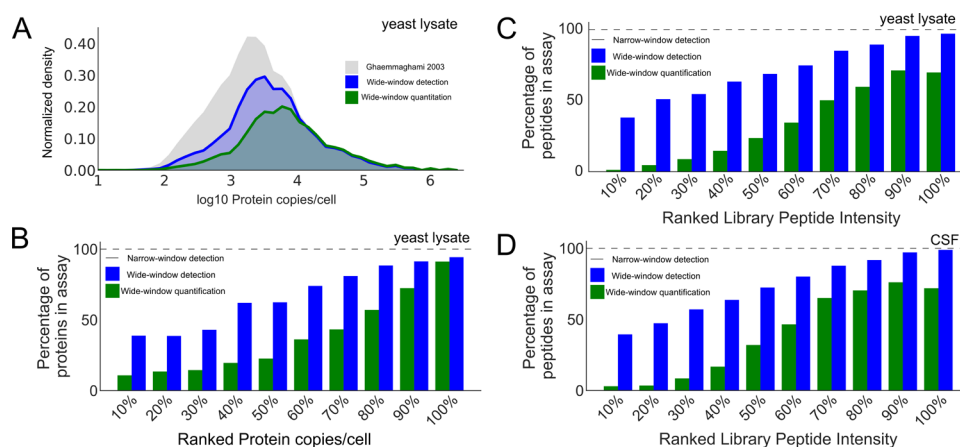 A
yeast lysate
Normalized density
0.40
0.30
0.20
0.10
0.00
Ghaemmaghami 2003
Wide-window detection
Wide-window quantitation
1 2 3 4 5 6
log10 Protein copies/cell
B
yeast lysate
Percentage of
proteins in assay
100
50
0
Narrow-window detection
Wide-window detection
Wide-window quantification
10% 20% 30% 40% 50% 60% 70% 80% 90% 100%
Ranked Protein copies/cell
C
yeast lysate
Percentage of
peptides in assay
100
50
0
Narrow-window detection
Wide-window detection
Wide-window quantification
10% 20% 30% 40% 50% 60% 70% 80% 90% 100%
Ranked Library Peptide Intensity
D
CSF
Percentage of
peptides in assay
100
50
0
Narrow-window detection
Wide-window detection
Wide-window quantification
10% 20% 30% 40% 50% 60% 70% 80% 90% 100%
Ranked Library Peptide Intensity